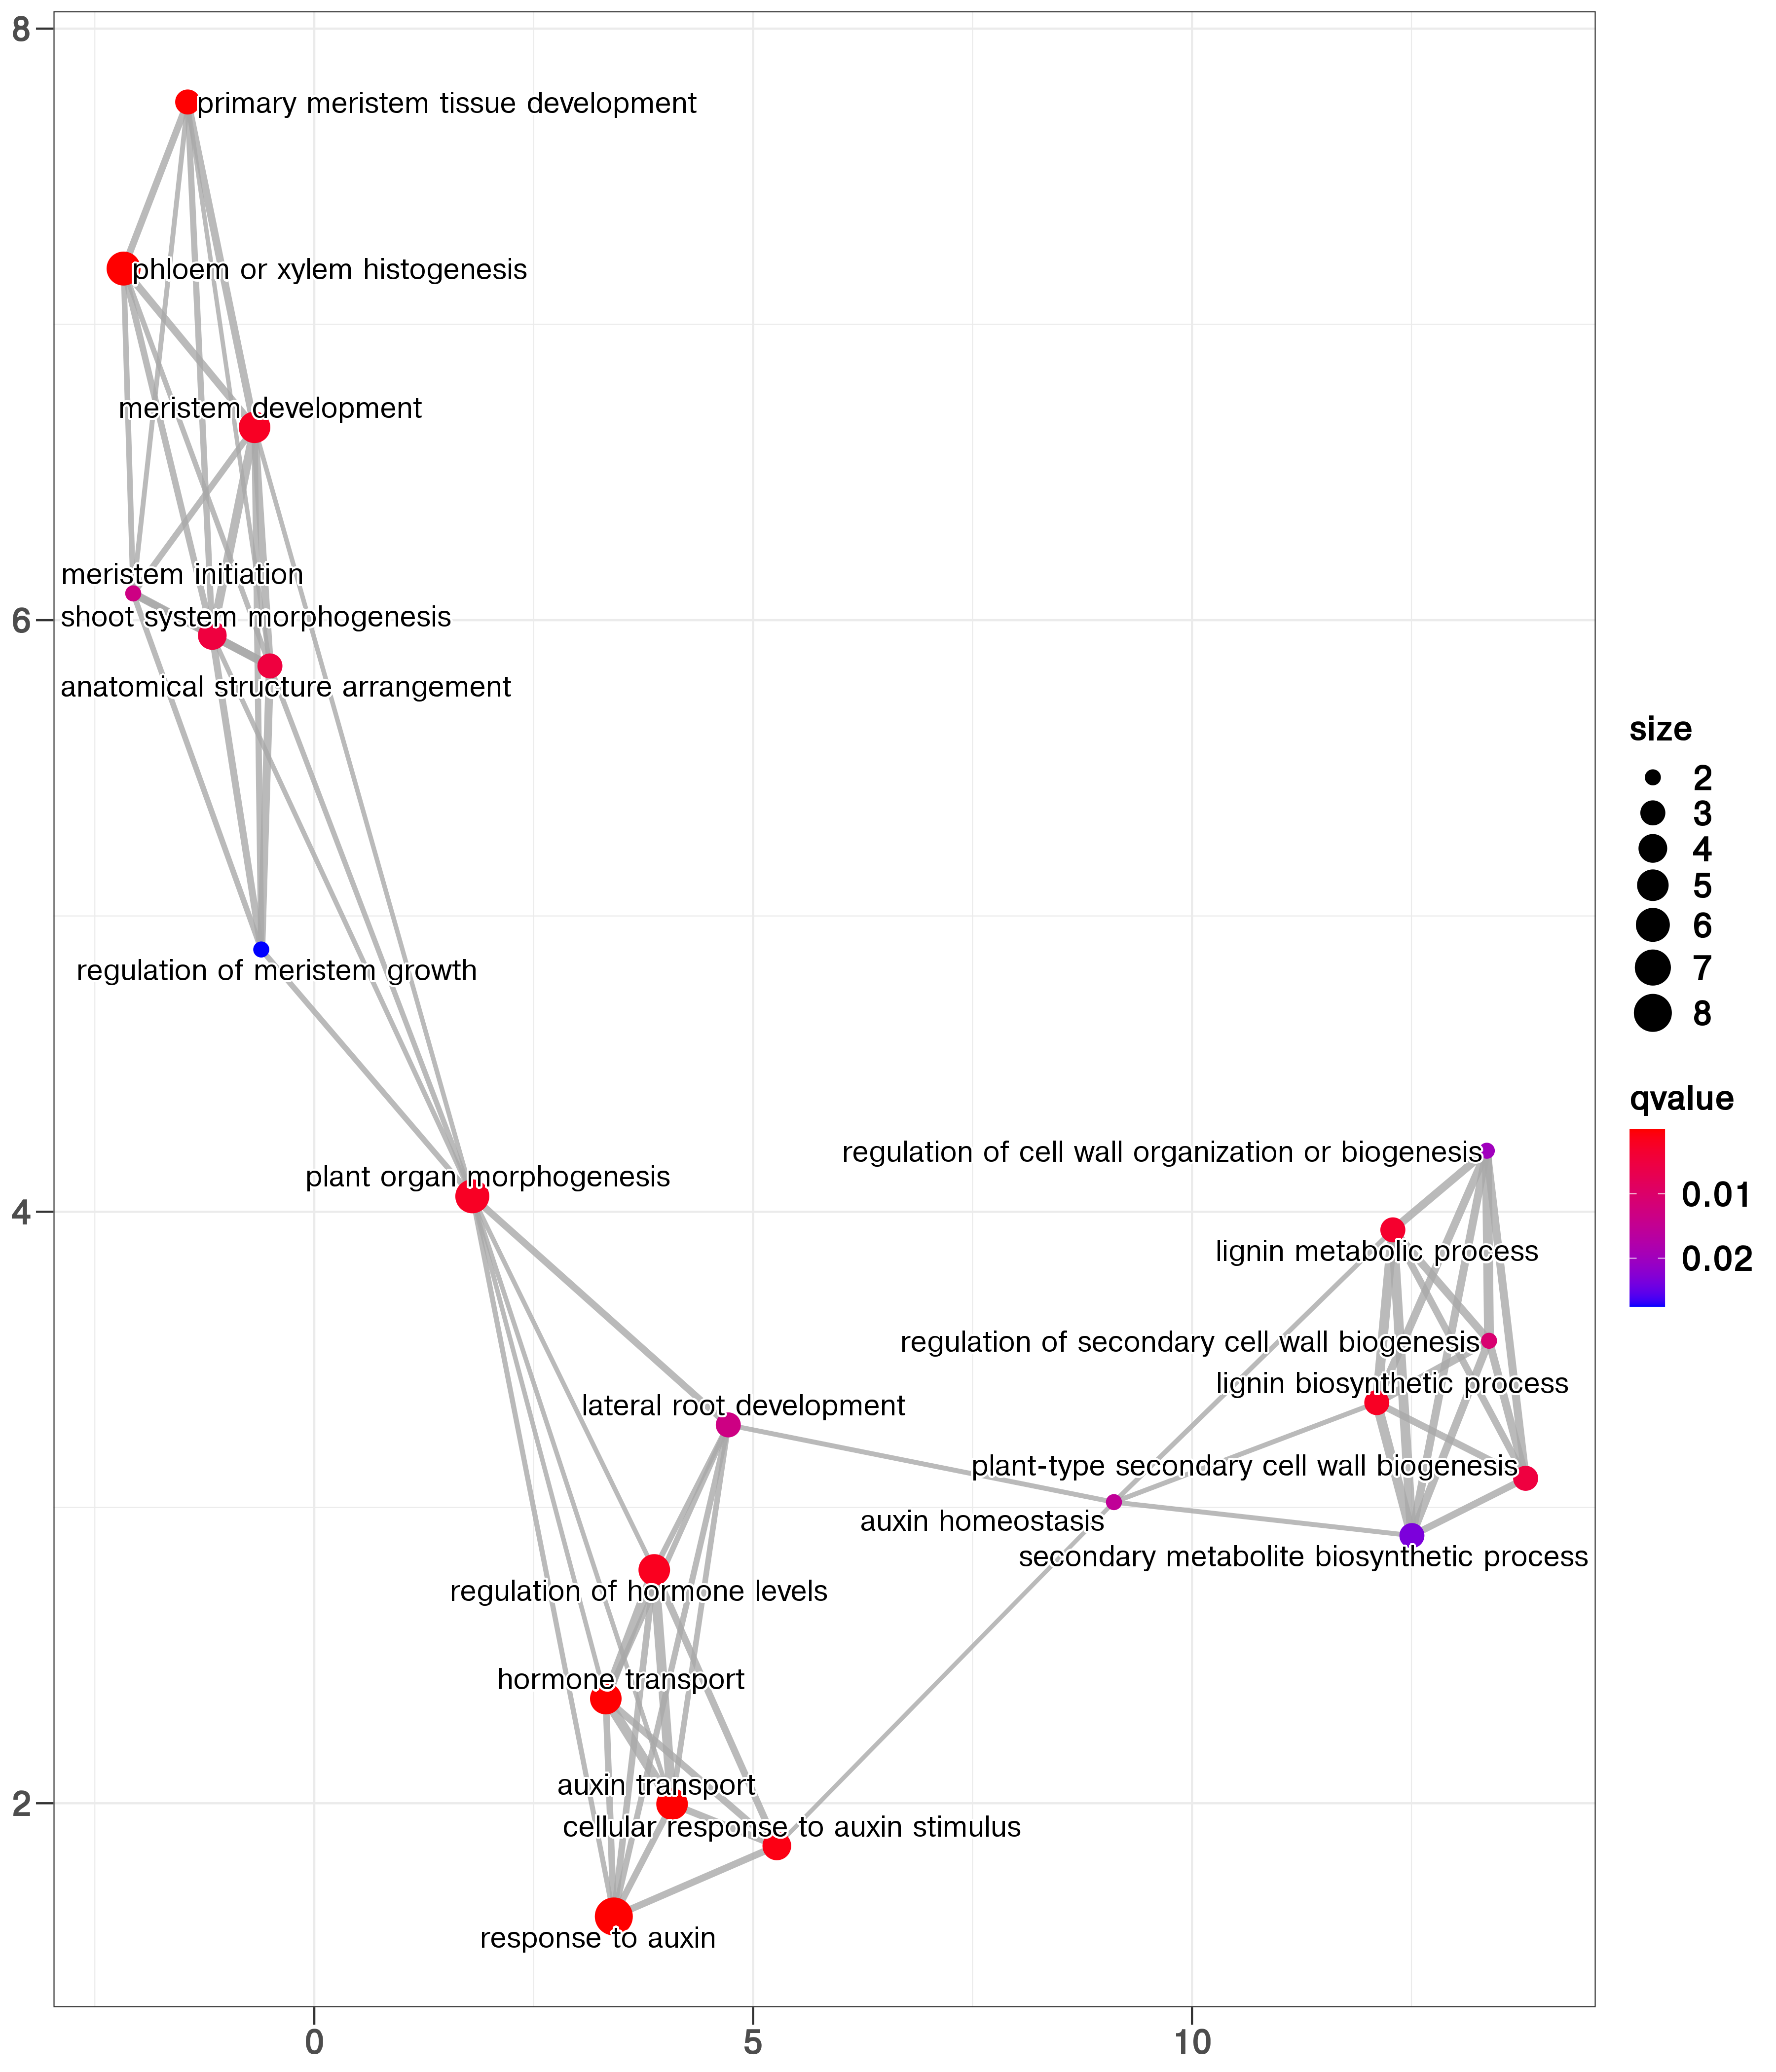 8
primary meristem tissue development
phloem or xylem histogenesis
meristem development
meristem initiation
6
shoot system morphogenesis
anatomical structure arrangement
regulation of meristem growth
plant organ morphogenesis
4
regulation of cell wall organization or biogenesis
lignin metabolic process
regulation of secondary cell wall biogenesis
lignin biosynthetic process
lateral root development
plant-type secondary cell wall biogenesis
auxin homeostasis
secondary metabolite biosynthetic process
regulation of hormone levels
hormone transport
auxin transport
2
cellular response to auxin stimulus
response to auxin
0
5
10
size
2
3
4
5
6
7
8
qvalue
0.01
0.02